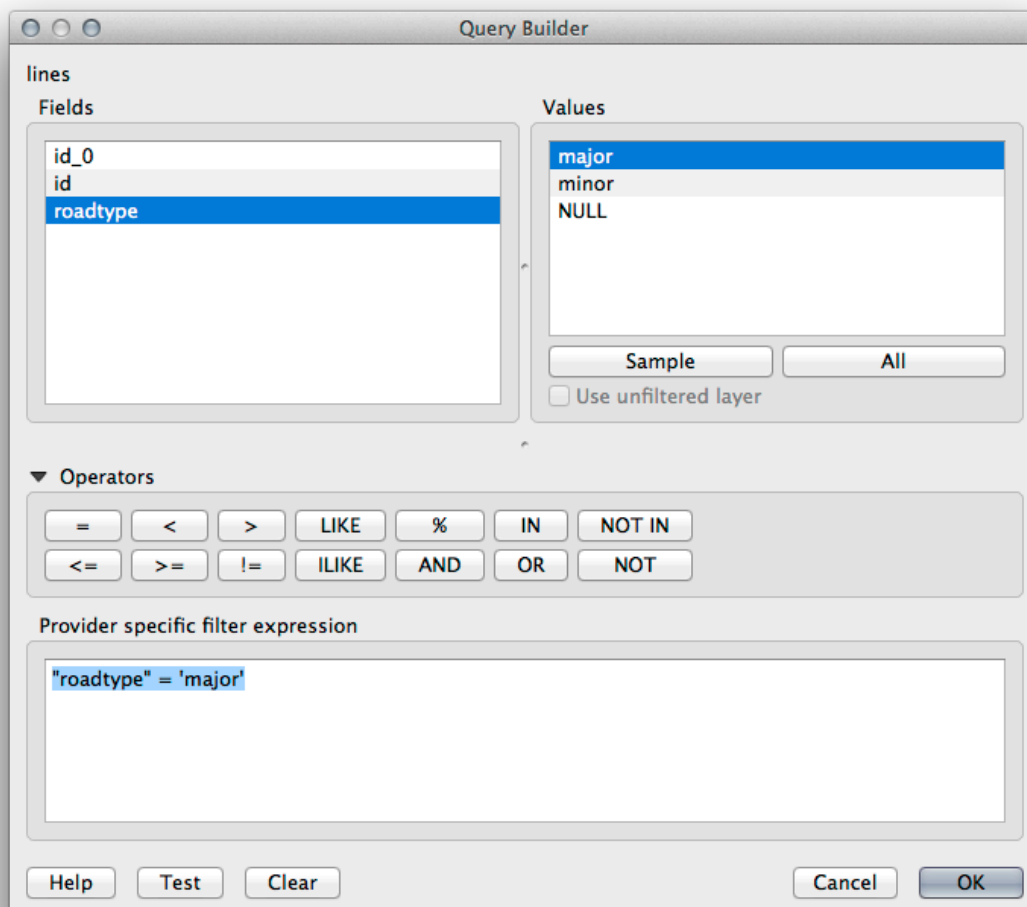 Query Builder
lines
Fields
id_0
id
roadtype
Values
major
minor
NULL
Sample All
Use unfiltered layer
Operators
= < > LIKE % IN NOT IN
<= >= != ILIKE AND OR NOT
Provider specific filter expression
"roadtype" = 'major'
Help Test Clear Cancel OK